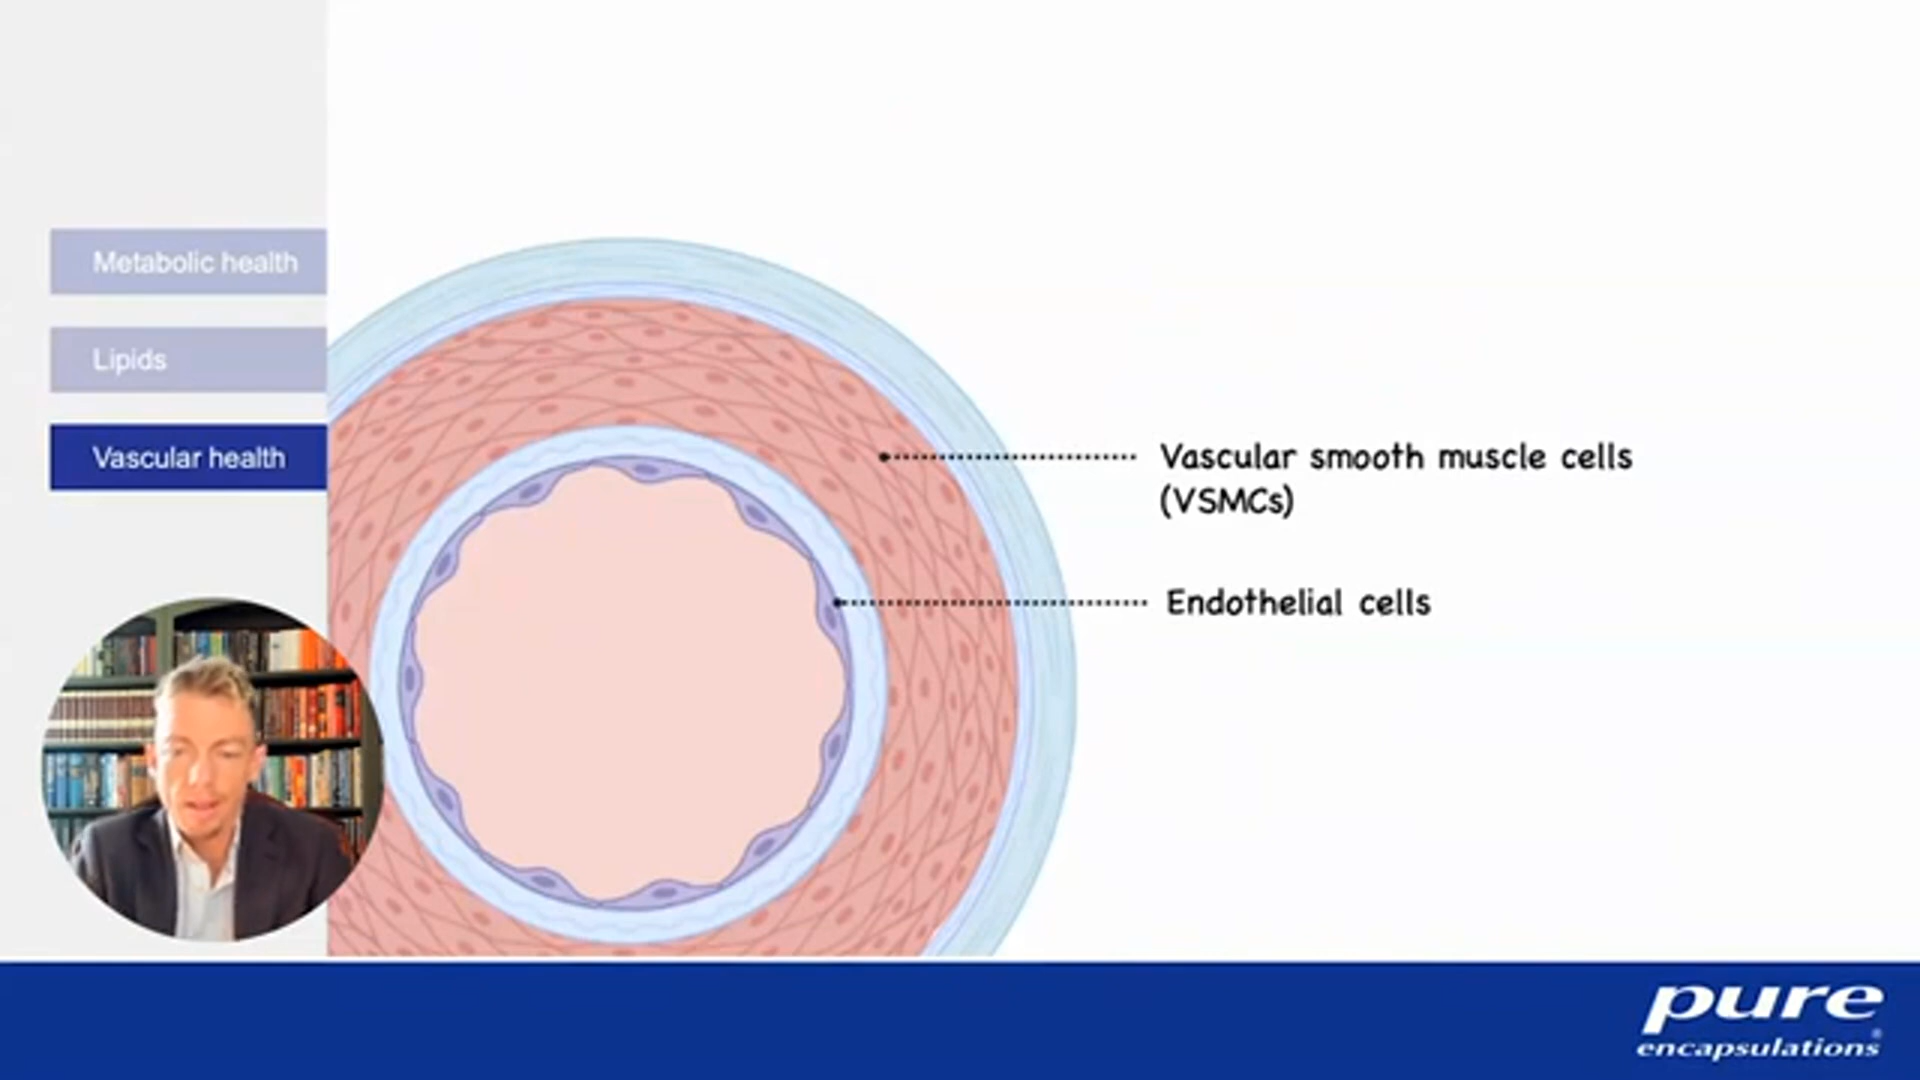 Metabolic health
Lipids
Vascular health
Vascular smooth muscle cells
(VSMCs)
Endothelial cells
pure
encapsulations®